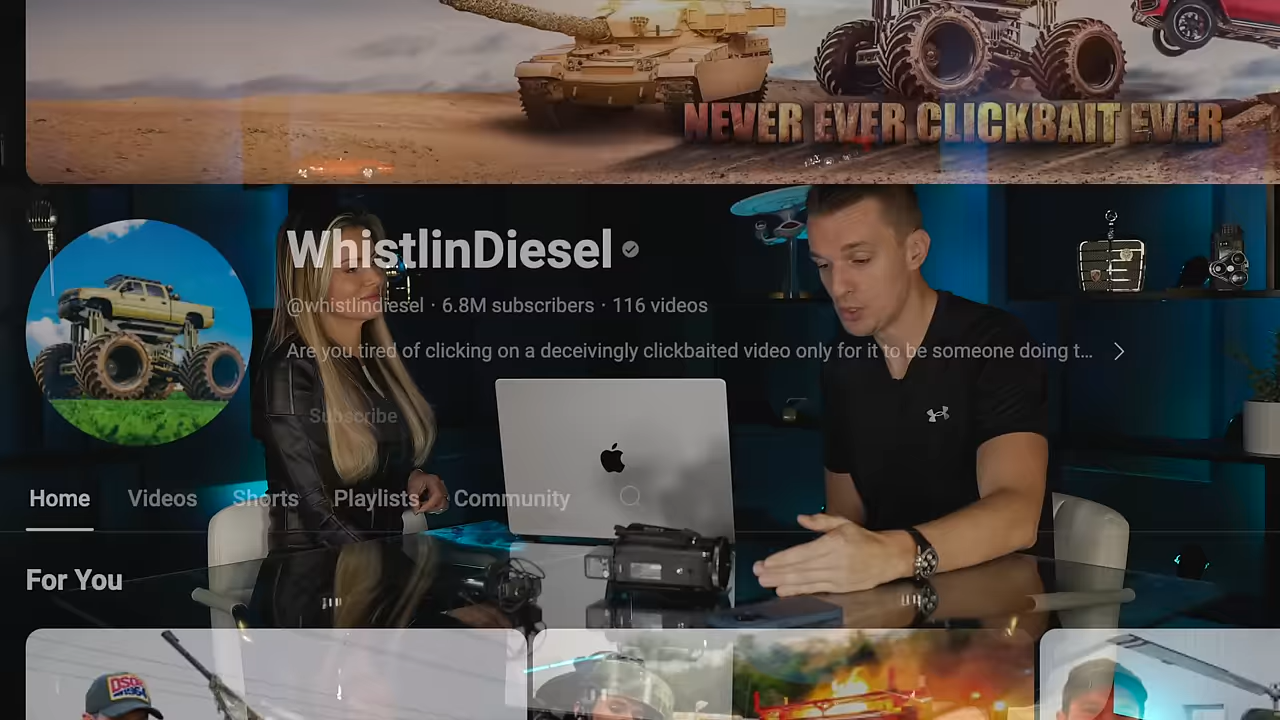 NEVER EVER CLICKBAIT EVER
WhistlinDiesel
@whistlindiesel · 6.8M subscribers · 116 videos
Are you tired of clicking on a deceivingly clickbaited video only for it to be someone doing t...
Subscribe
Home Videos Shorts Playlists Community
For You